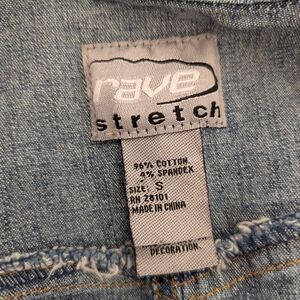 rave
stretch
96% COTTON
4% SPANDEX
SIZE: S
RN 28101
MADE IN CHINA
DECORATION